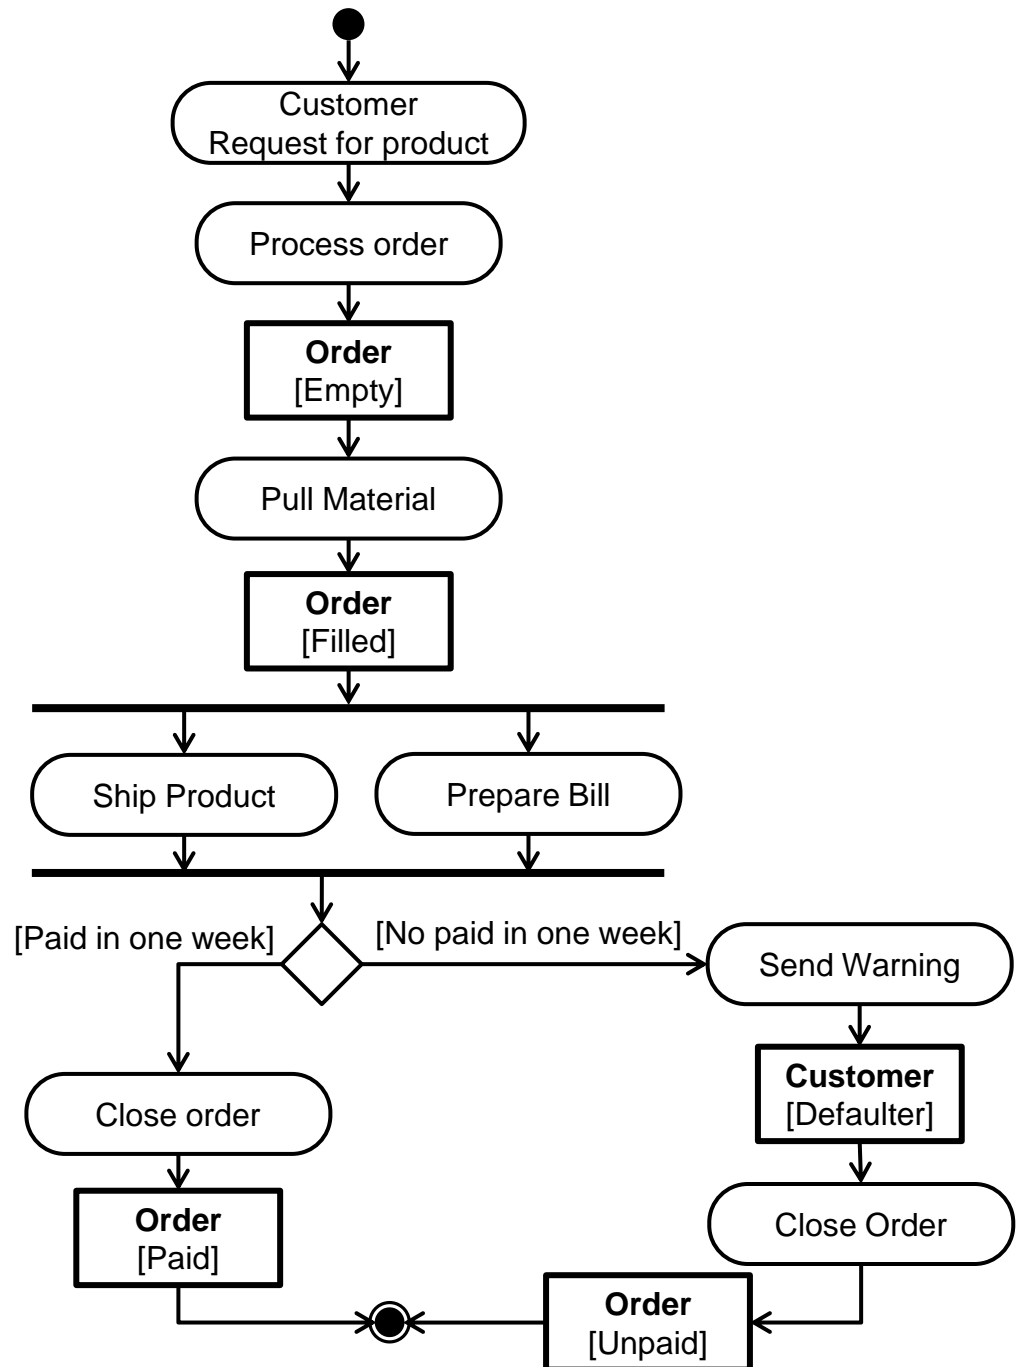 Customer
Request for product
Process order
Order
[Empty]
Pull Material
Order
[Filled]
Ship Product
Prepare Bill
[Paid in one week]
[No paid in one week]
Send Warning
Customer
[Defaulter]
Close order
Close Order
Order
[Paid]
Order
[Unpaid]